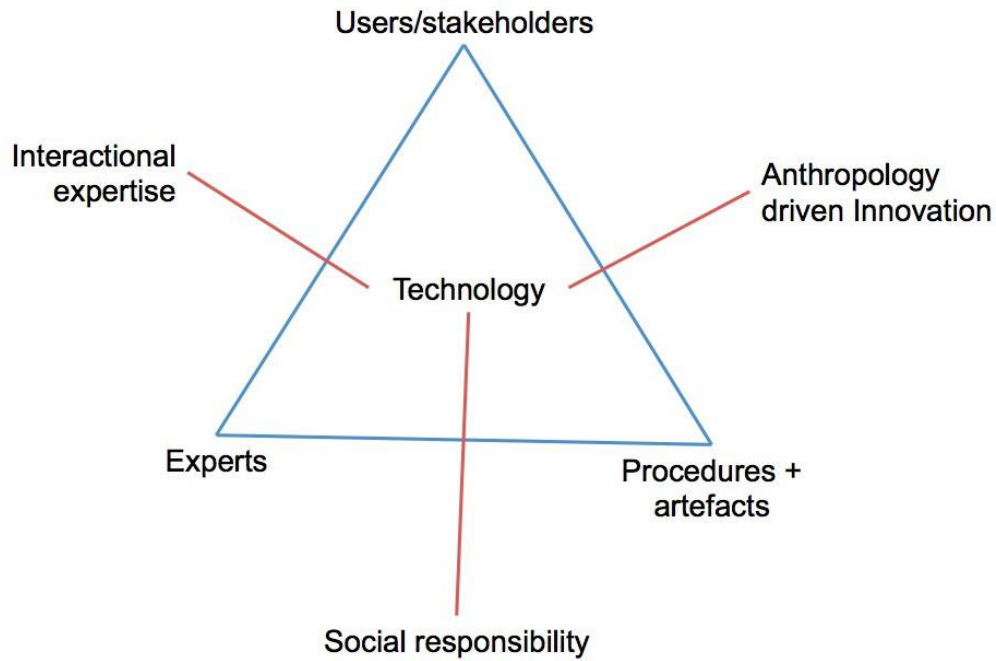 Users/stakeholders
Interactional
expertise
Anthropology
driven Innovation
Technology
Experts
Procedures +
artefacts
Social responsibility